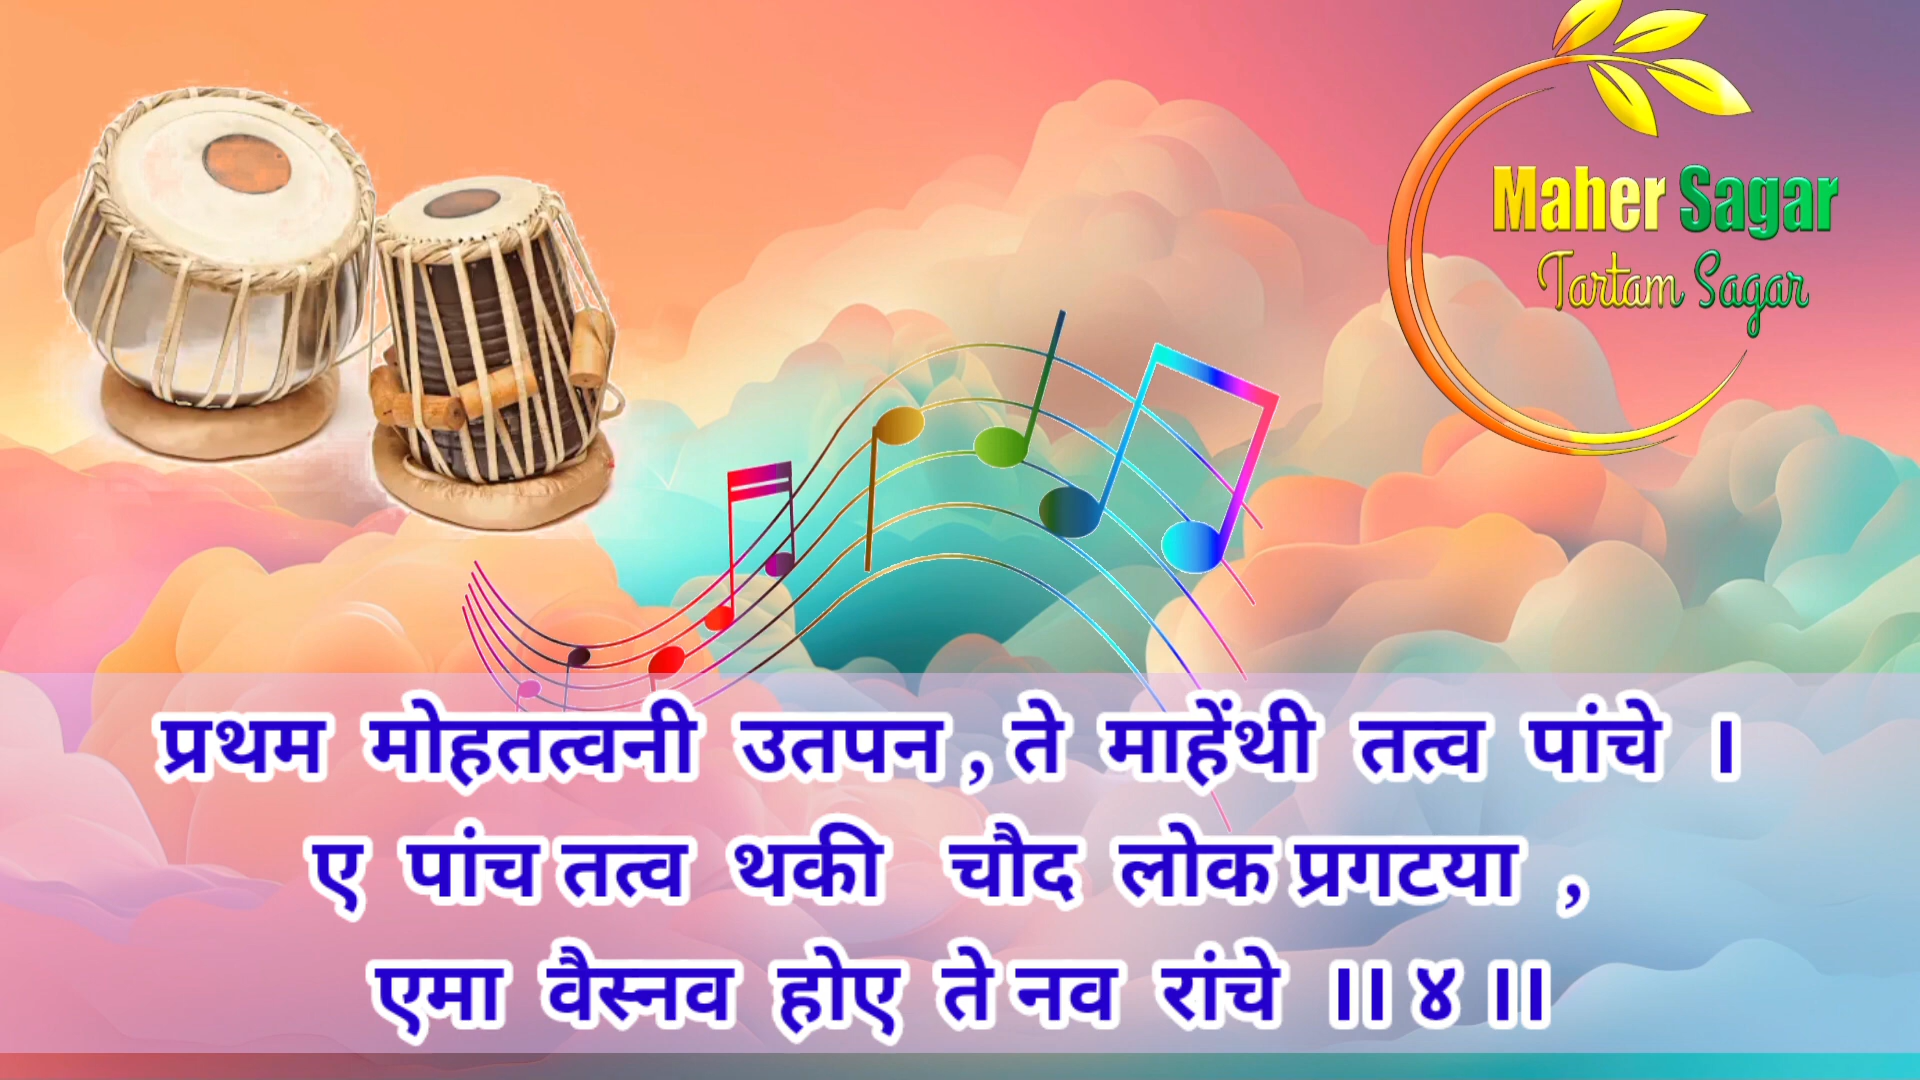 Maher Sagar
Tartam Sagar
प्रथम मोहतत्वनी उतपन , ते माहेंथी तत्व पांचे ।
ए पांच तत्व थकी चौद लोक प्रगटया ,
एमा वैस्नव होए ते नव रांचे ।। ४ ।।